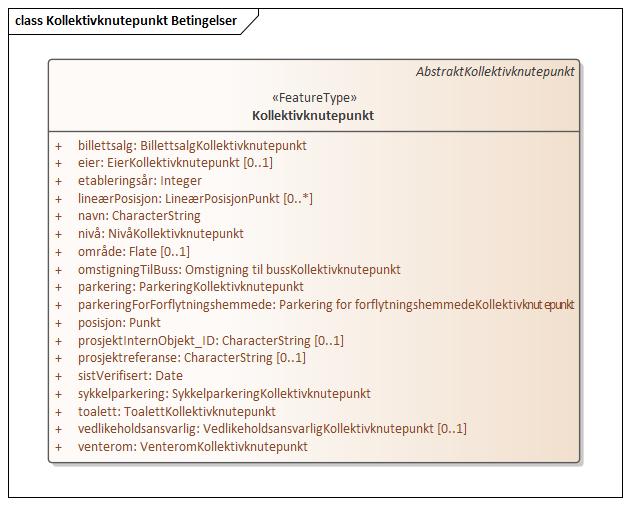 class Kollektivknutepunkt Betingelser
AbstraktKollektivknutepunkt
«FeatureType»
Kollektivknutepunkt
+ billettsalg: BillettsalgKollektivknutepunkt
+ eier: EierKollektivknutepunkt [0..1]
+ etableringsår: Integer
+ lineærPosisjon: LineærPosisjonPunkt [0..*]
+ navn: CharacterString
+ nivå: NivåKollektivknutepunkt
+ område: Flate [0..1]
+ omstigningTilBuss: Omstigning til bussKollektivknutepunkt
+ parkering: ParkeringKollektivknutepunkt
+ parkeringForForflytningshemmede: Parkering for forflytningshemmedeKollektivknutepunkt
+ posisjon: Punkt
+ prosjektInternObjekt_ID: CharacterString [0..1]
+ prosjektreferanse: CharacterString [0..1]
+ sistVerifisert: Date
+ sykkelparkering: SykkelparkeringKollektivknutepunkt
+ toalett: ToalettKollektivknutepunkt
+ vedlikeholdsansvarlig: VedlikeholdsansvarligKollektivknutepunkt [0..1]
+ venterom: VenteromKollektivknutepunkt